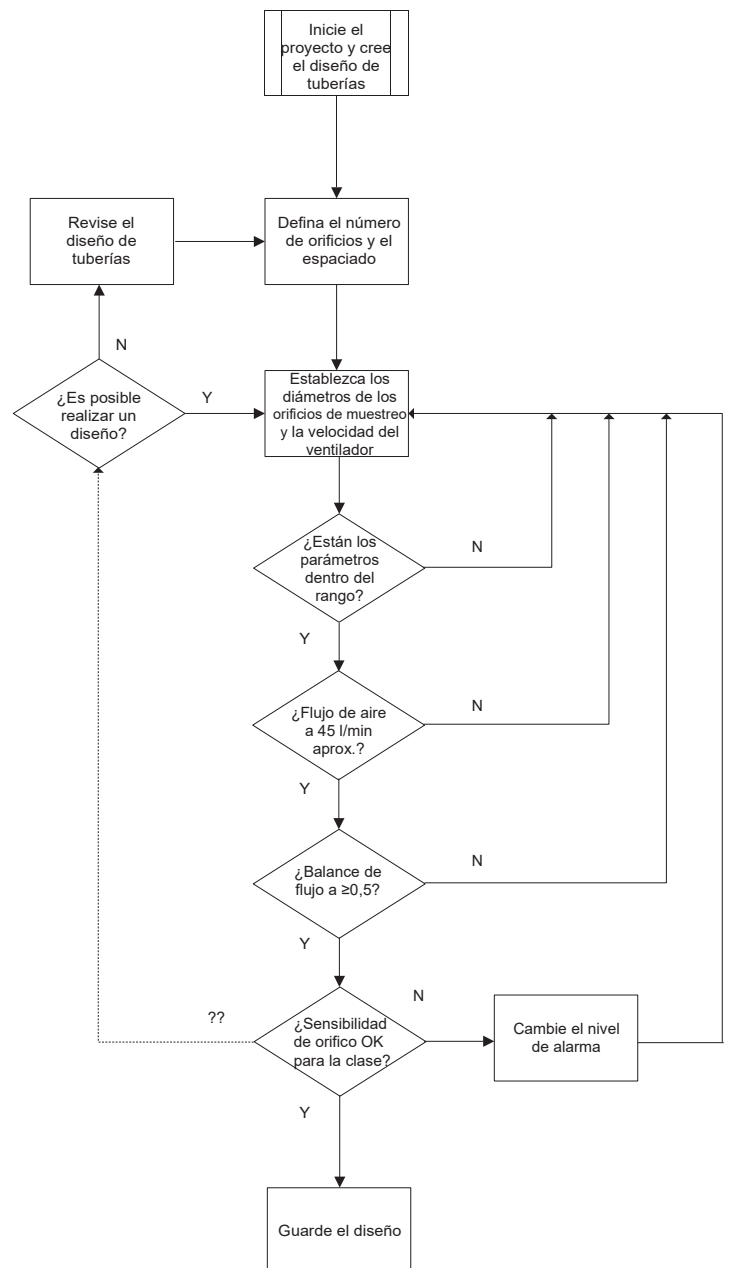 Inicie el
proyecto y cree
el diseño de
tuberías
Revise el
diseño de
tuberías
Defina el número
de orificios y el
espaciado
N
¿Es posible
realizar un
diseño?
Y
Establezca los
diámetros de los
orificios de muestreo
y la velocidad del
ventilador
¿Están los
parámetros
dentro del
rango?
N
Y
¿Flujo de aire
a 45 l/min
aprox.?
N
Y
¿Balance de
flujo a ≥0,5?
N
Y
??
¿Sensibilidad
de orifico OK
para la clase?
N
Cambie el nivel
de alarma
Y
Guarde el diseño